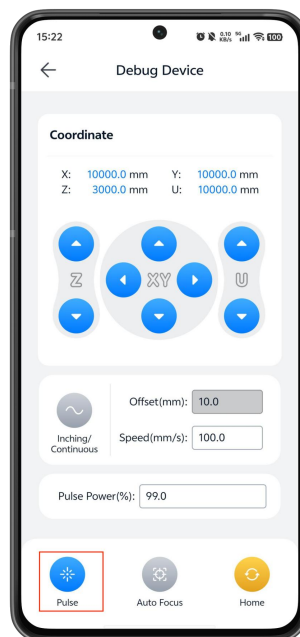 15:22
0.10 KB/s 5G 100
Debug Device
Coordinate
X: 10000.0 mm Y: 10000.0 mm
Z: 3000.0 mm U: 10000.0 mm
Z XY U
Offset(mm): 10.0
Inching/
Continuous
Speed(mm/s): 100.0
Pulse Power(%): 99.0
Pulse Auto Focus Home